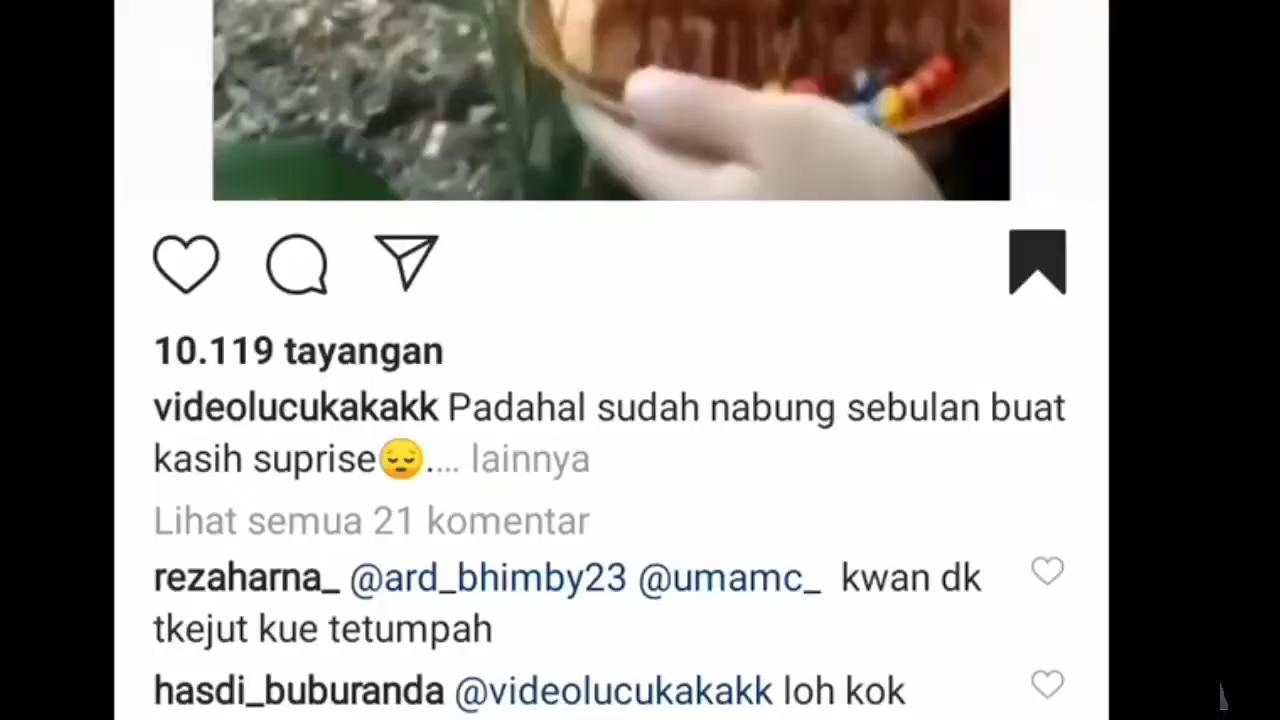 10.119 tayangan
videolucukakakk Padahal sudah nabung sebulan buat
kasih suprise😔.... lainnya
Lihat semua 21 komentar
rezaharna_ @ard_bhimby23 @umamc_ kwan dk
tkejut kue tetumpah
hasdi_buburanda @videolucukakakk loh kok